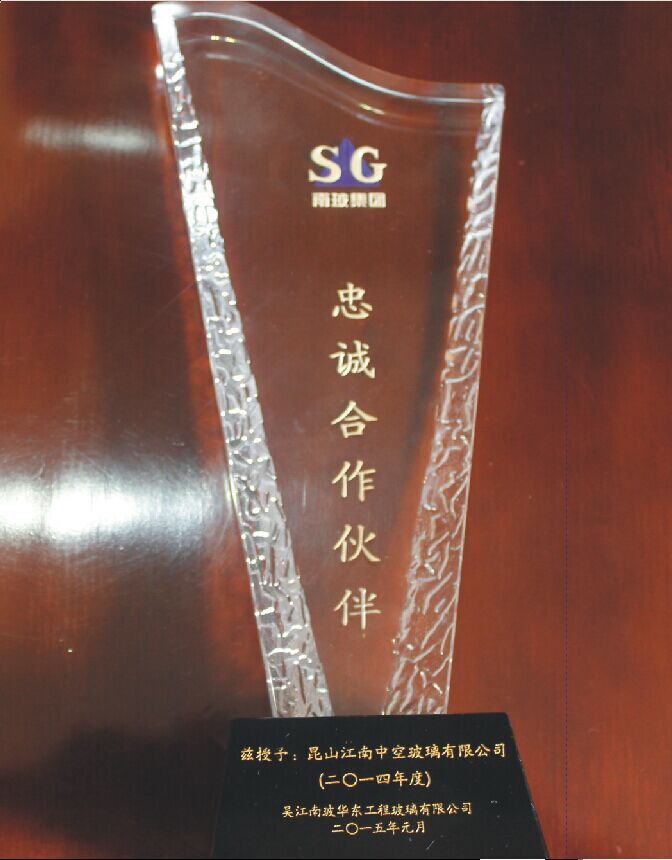 SG
南玻集团
忠诚合作伙伴
兹授予：昆山江南中空玻璃有限公司
(二〇一四年度)
吴江南玻华东工程玻璃有限公司
二〇一五年元月